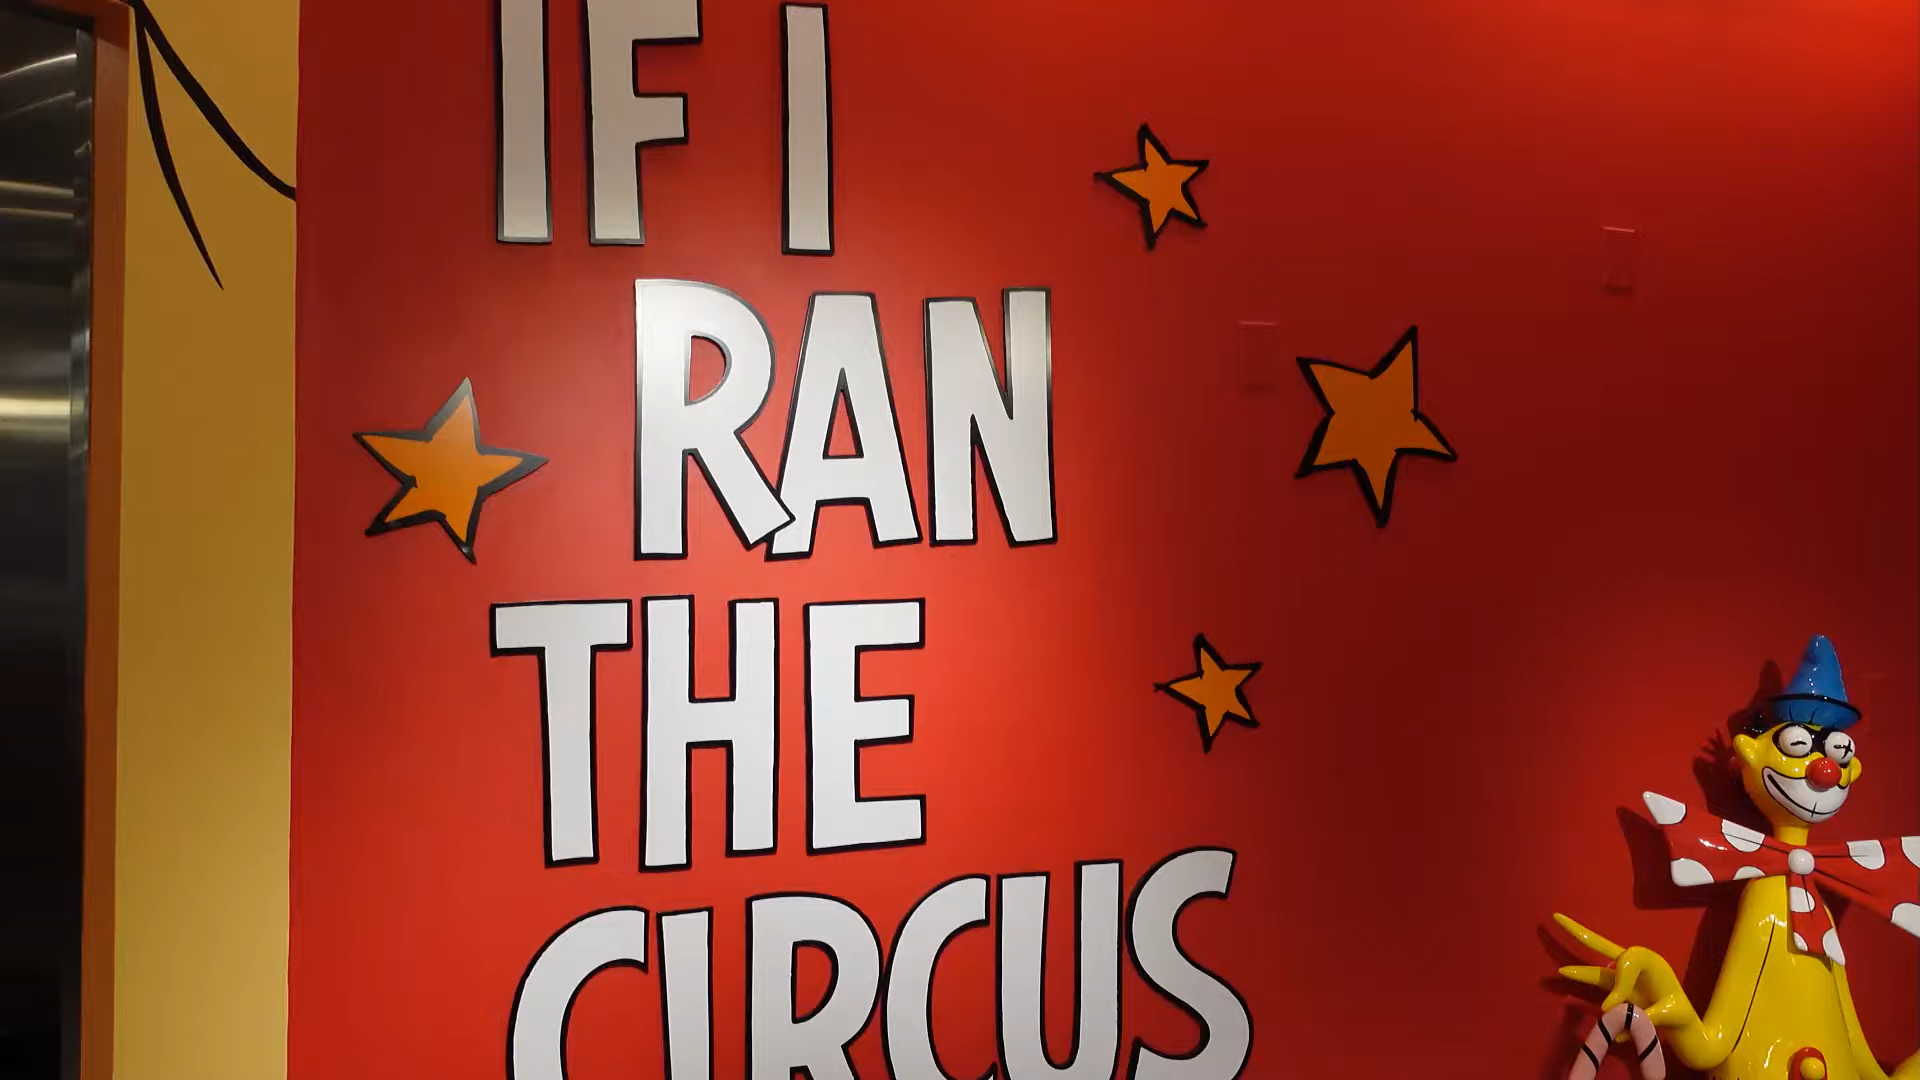 IF I
RAN
THE
CIRCUS